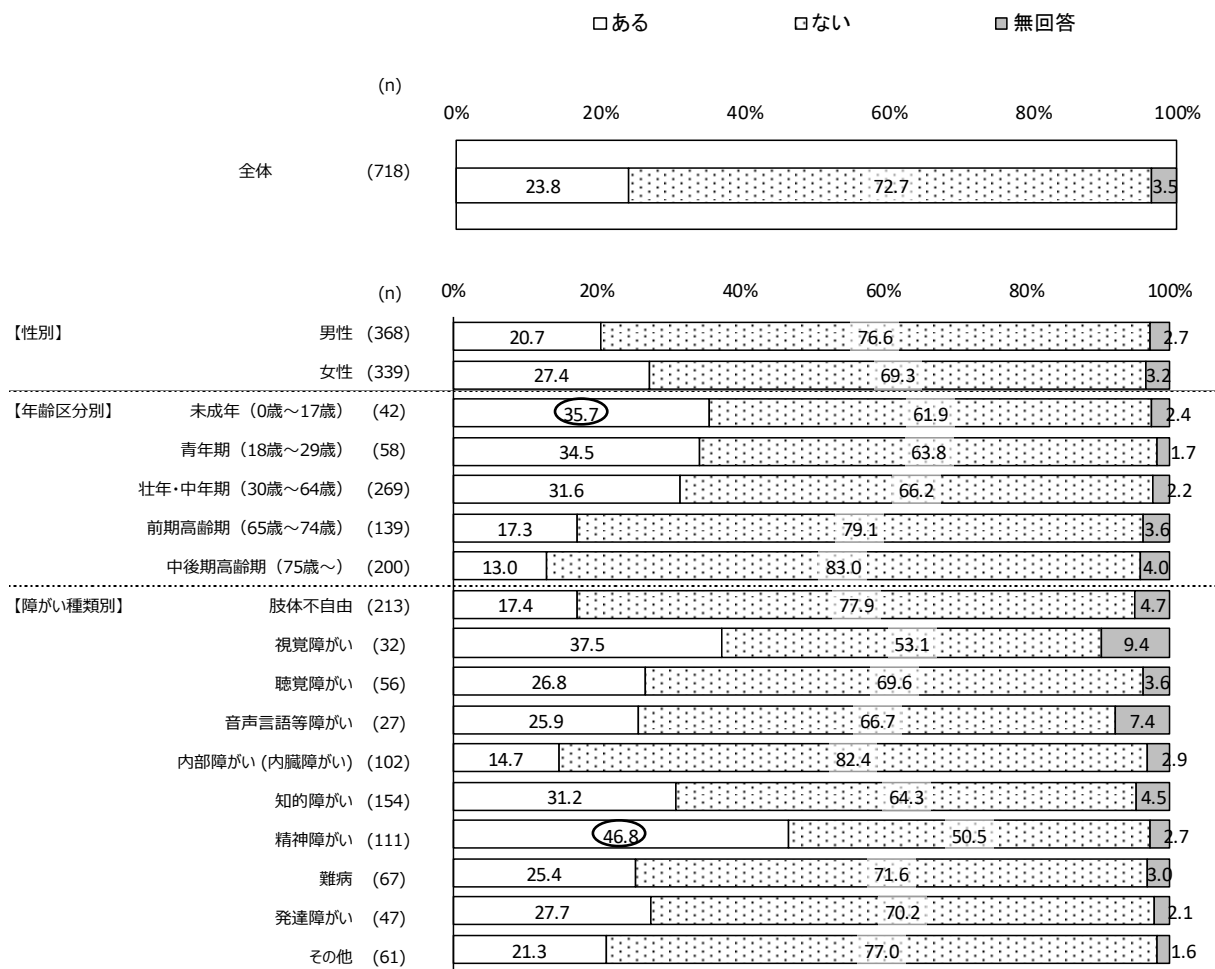 □ある □ない ■無回答
(n)
0% 20% 40% 60% 80% 100%
全体 (718) 23.8 72.7 3.5
(n) 0% 20% 40% 60% 80% 100%
【性別】 男性 (368) 20.7 76.6 2.7
女性 (339) 27.4 69.3 3.2
【年齢区分別】 未成年（0歳～17歳） (42) 35.7 61.9 2.4
青年期（18歳～29歳） (58) 34.5 63.8 1.7
壮年・中年期（30歳～64歳） (269) 31.6 66.2 2.2
前期高齢期（65歳～74歳） (139) 17.3 79.1 3.6
中後期高齢期（75歳～） (200) 13.0 83.0 4.0
【障がい種類別】 肢体不自由 (213) 17.4 77.9 4.7
視覚障がい (32) 37.5 53.1 9.4
聴覚障がい (56) 26.8 69.6 3.6
音声言語等障がい (27) 25.9 66.7 7.4
内部障がい (内臓障がい) (102) 14.7 82.4 2.9
知的障がい (154) 31.2 64.3 4.5
精神障がい (111) 46.8 50.5 2.7
難病 (67) 25.4 71.6 3.0
発達障がい (47) 27.7 70.2 2.1
その他 (61) 21.3 77.0 1.6